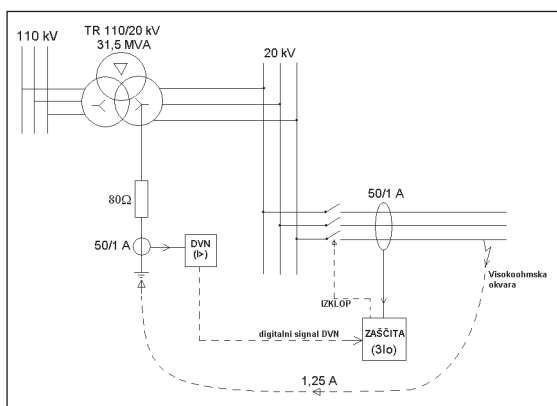 TR 110/20 kV
31,5 MVA
110 kV
20 kV
80Ω
50/1 A
DVN
(I>)
50/1 A
Visokoohmska
okvara
IZKLOP
digitalni signal DVN
ZAŠČITA
(3Io)
1,25 A